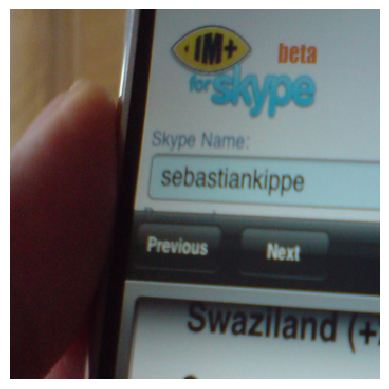 IM+ beta
for skype
Skype Name:
sebastiankippe
Previous Next
Swaziland (+